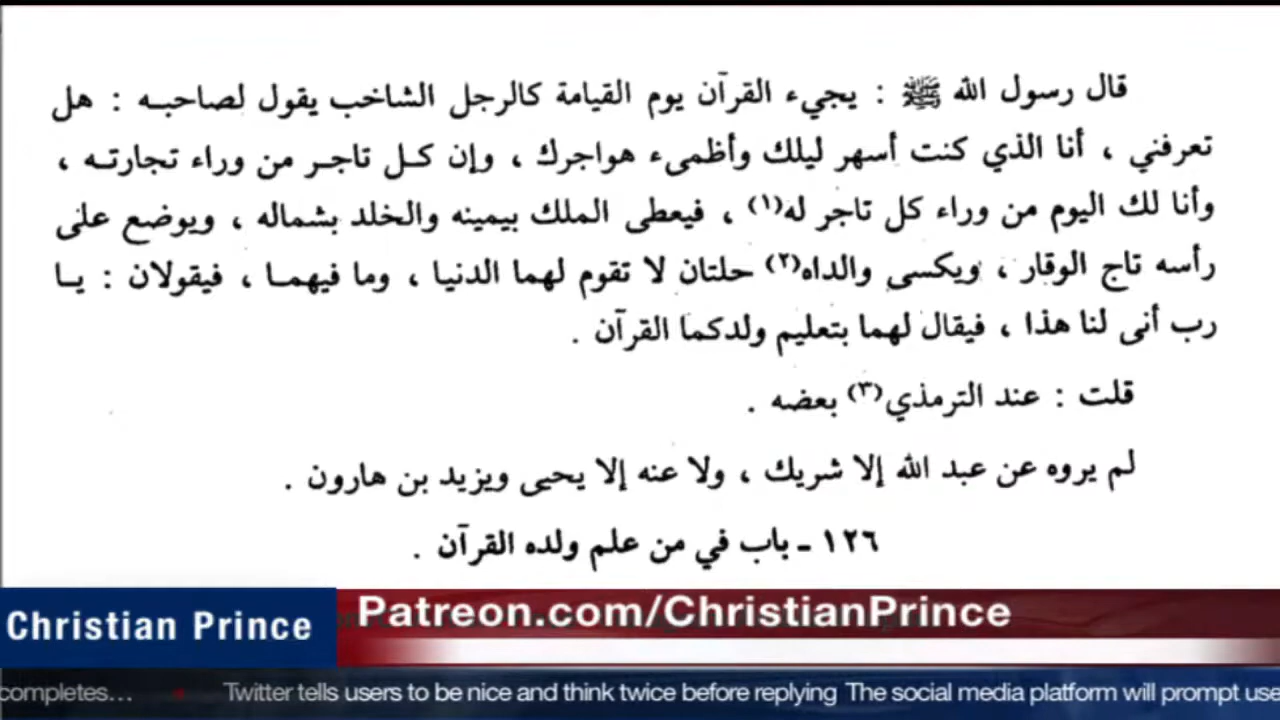 قال رسول الله ﷺ : يجيء القرآن يوم القيامة كالرجل الشاخب يقول لصاحبه : هل
تعرفني ، أنا الذي كنت أسهر ليلك وأظمىء هواجرك ، وإن كل تاجر من وراء تجارته ،
وأنا لك اليوم من وراء كل تاجر له(١) ، فيعطى الملك بيمينه والخلد بشماله ، ويوضع على
رأسه تاج الوقار ، ويكسى والداه(٢) حلتان لا تقوم لهما الدنيا ، وما فيهما ، فيقولان : يا
رب أنى لنا هذا ، فيقال لهما بتعليم ولدكما القرآن .
قلت : عند الترمذي(٣) بعضه .
لم يروه عن عبد الله إلا شريك ، ولا عنه إلا يحيى ويزيد بن هارون .
١٢٦ - باب في من علم ولده القرآن .
Christian Prince
Patreon.com/ChristianPrince
completes... • Twitter tells users to be nice and think twice before replying The social media platform will prompt use